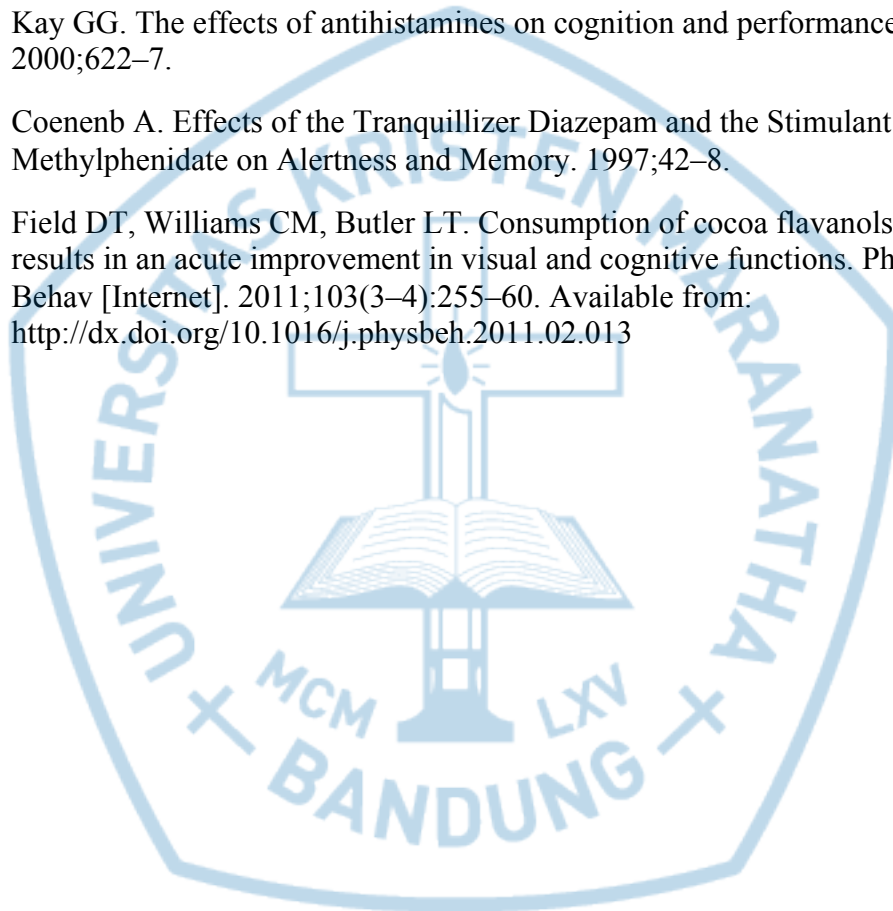 Kay GG. The effects of antihistamines on cognition and performance
2000;622–7.
Coenenb A. Effects of the Tranquillizer Diazepam and the Stimulant
Methylphenidate on Alertness and Memory. 1997;42–8.
Field DT, Williams CM, Butler LT. Consumption of cocoa flavanols
results in an acute improvement in visual and cognitive functions. Ph
Behav [Internet]. 2011;103(3–4):255–60. Available from:
http://dx.doi.org/10.1016/j.physbeh.2011.02.013
UNIVERSITAS KRISTEN MARANATHA
MCM LXV
BANDUNG